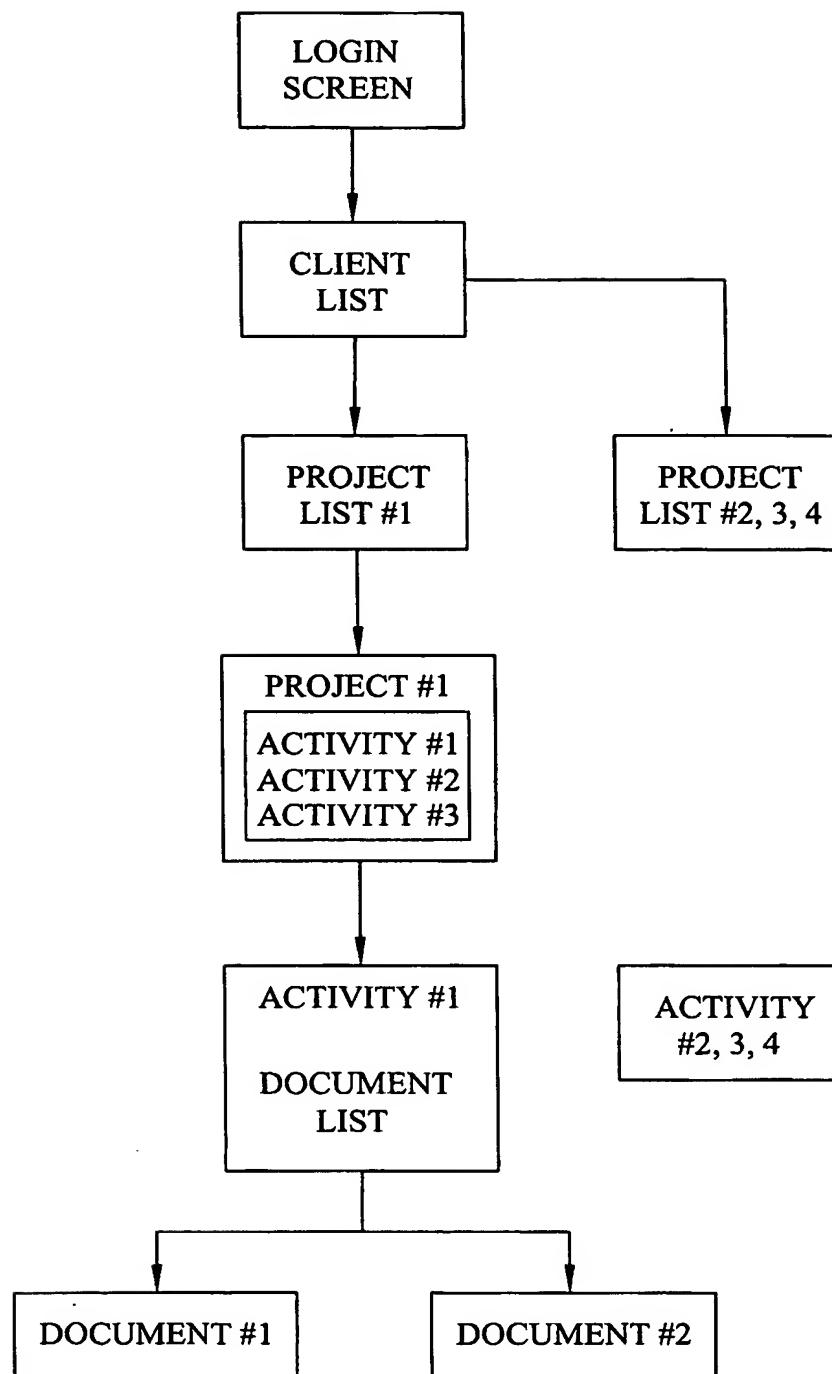 LOGIN
SCREEN
CLIENT
LIST
PROJECT
LIST #1
PROJECT
LIST #2, 3, 4
PROJECT #1
ACTIVITY #1
ACTIVITY #2
ACTIVITY #3
ACTIVITY #1
DOCUMENT
LIST
ACTIVITY
#2, 3, 4
DOCUMENT #1
DOCUMENT #2